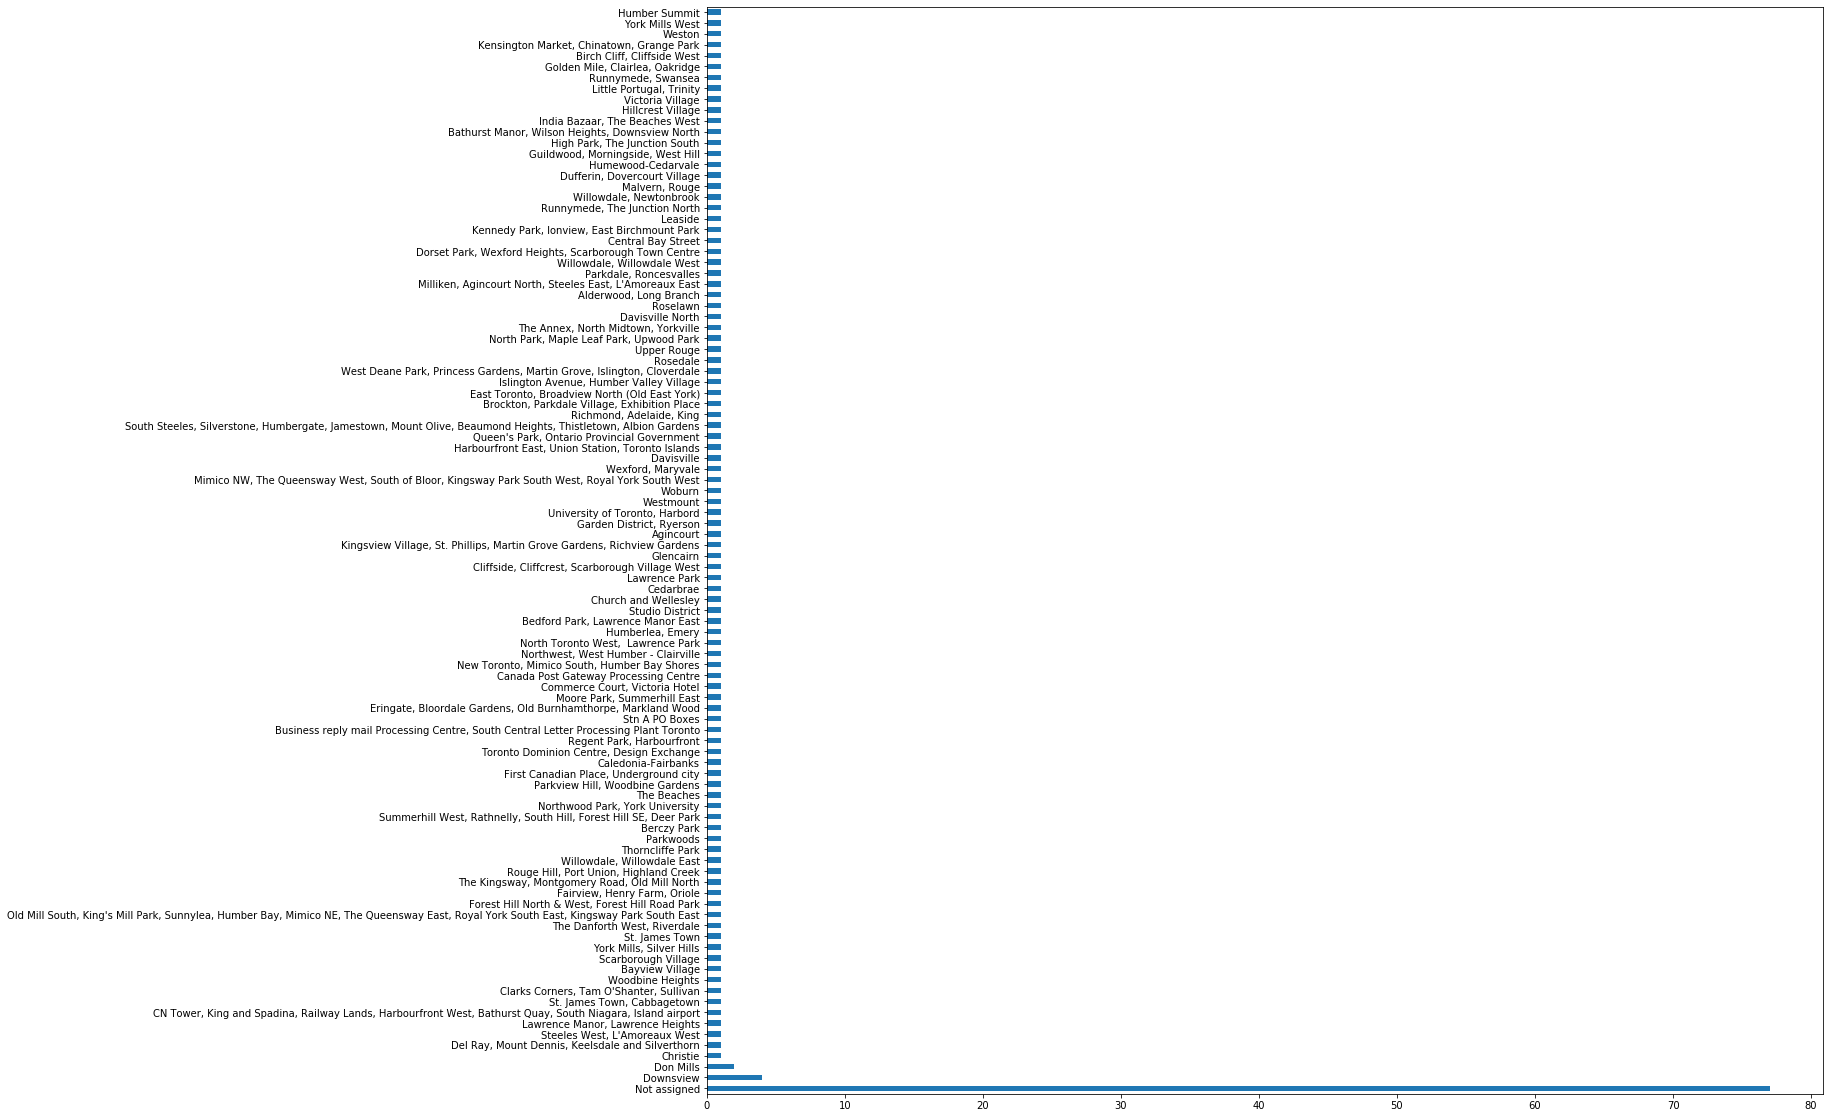 Humber Summit
York Mills West
Weston
Kensington Market, Chinatown, Grange Park
Birch Cliff, Cliffside West
Golden Mile, Clairlea, Oakridge
Runnymede, Swansea
Little Portugal, Trinity
Victoria Village
Hillcrest Village
India Bazaar, The Beaches West
Bathurst Manor, Wilson Heights, Downsview North
High Park, The Junction South
Guildwood, Morningside, West Hill
Humewood-Cedarvale
Dufferin, Dovercourt Village
Malvern, Rouge
Willowdale, Newtonbrook
Runnymede, The Junction North
Leaside
Kennedy Park, Ionview, East Birchmount Park
Central Bay Street
Dorset Park, Wexford Heights, Scarborough Town Centre
Willowdale, Willowdale West
Parkdale, Roncesvalles
Milliken, Agincourt North, Steeles East, L'Amoreaux East
Alderwood, Long Branch
Roselawn
Davisville North
The Annex, North Midtown, Yorkville
North Park, Maple Leaf Park, Upwood Park
Upper Rouge
Rosedale
West Deane Park, Princess Gardens, Martin Grove, Islington, Cloverdale
Islington Avenue, Humber Valley Village
East Toronto, Broadview North (Old East York)
Brockton, Parkdale Village, Exhibition Place
Richmond, Adelaide, King
South Steeles, Silverstone, Humbergate, Jamestown, Mount Olive, Beaumond Heights, Thistletown, Albion Gardens
Queen's Park, Ontario Provincial Government
Harbourfront East, Union Station, Toronto Islands
Davisville
Wexford, Maryvale
Mimico NW, The Queensway West, South of Bloor, Kingsway Park South West, Royal York South West
Woburn
Westmount
University of Toronto, Harbord
Garden District, Ryerson
Agincourt
Kingsview Village, St. Phillips, Martin Grove Gardens, Richview Gardens
Glencairn
Cliffside, Cliffcrest, Scarborough Village West
Lawrence Park
Cedarbrae
Church and Wellesley
Studio District
Bedford Park, Lawrence Manor East
Humberlea, Emery
North Toronto West,  Lawrence Park
Northwest, West Humber - Clairville
New Toronto, Mimico South, Humber Bay Shores
Canada Post Gateway Processing Centre
Commerce Court, Victoria Hotel
Moore Park, Summerhill East
Eringate, Bloordale Gardens, Old Burnhamthorpe, Markland Wood
Stn A PO Boxes
Business reply mail Processing Centre, South Central Letter Processing Plant Toronto
Regent Park, Harbourfront
Toronto Dominion Centre, Design Exchange
Caledonia-Fairbanks
First Canadian Place, Underground city
Parkview Hill, Woodbine Gardens
The Beaches
Northwood Park, York University
Summerhill West, Rathnelly, South Hill, Forest Hill SE, Deer Park
Berczy Park
Parkwoods
Thorncliffe Park
Willowdale, Willowdale East
Rouge Hill, Port Union, Highland Creek
The Kingsway, Montgomery Road, Old Mill North
Fairview, Henry Farm, Oriole
Forest Hill North & West, Forest Hill Road Park
Old Mill South, King's Mill Park, Sunnylea, Humber Bay, Mimico NE, The Queensway East, Royal York South East, Kingsway Park South East
The Danforth West, Riverdale
St. James Town
York Mills, Silver Hills
Scarborough Village
Bayview Village
Woodbine Heights
Clarks Corners, Tam O'Shanter, Sullivan
St. James Town, Cabbagetown
CN Tower, King and Spadina, Railway Lands, Harbourfront West, Bathurst Quay, South Niagara, Island airport
Lawrence Manor, Lawrence Heights
Steeles West, L'Amoreaux West
Del Ray, Mount Dennis, Keelsdale and Silverthorn
Christie
Don Mills
Downsview
Not assigned
0 10 20 30 40 50 60 70 80